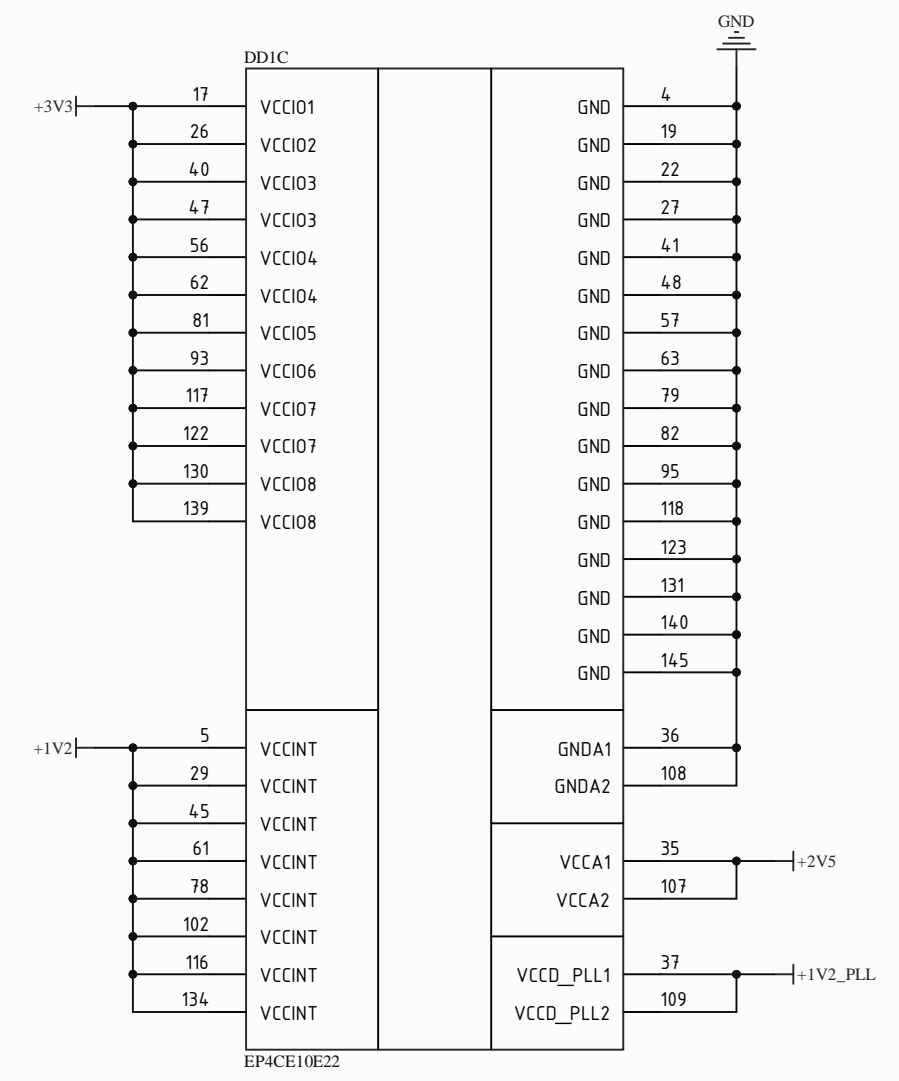 GND
DD1C
+3V3 17 VCCIO1 GND 4
26 VCCIO2 GND 19
40 VCCIO3 GND 22
47 VCCIO3 GND 27
56 VCCIO4 GND 41
62 VCCIO4 GND 48
81 VCCIO5 GND 57
93 VCCIO6 GND 63
117 VCCIO7 GND 79
122 VCCIO7 GND 82
130 VCCIO8 GND 95
139 VCCIO8 GND 118
GND 123
GND 131
GND 140
GND 145
+1V2 5 VCCINT GNDA1 36
29 VCCINT GNDA2 108
45 VCCINT
61 VCCINT VCCA1 35 +2V5
78 VCCINT VCCA2 107
102 VCCINT
116 VCCINT VCCD_PLL1 37 +1V2_PLL
134 VCCINT VCCD_PLL2 109
EP4CE10E22